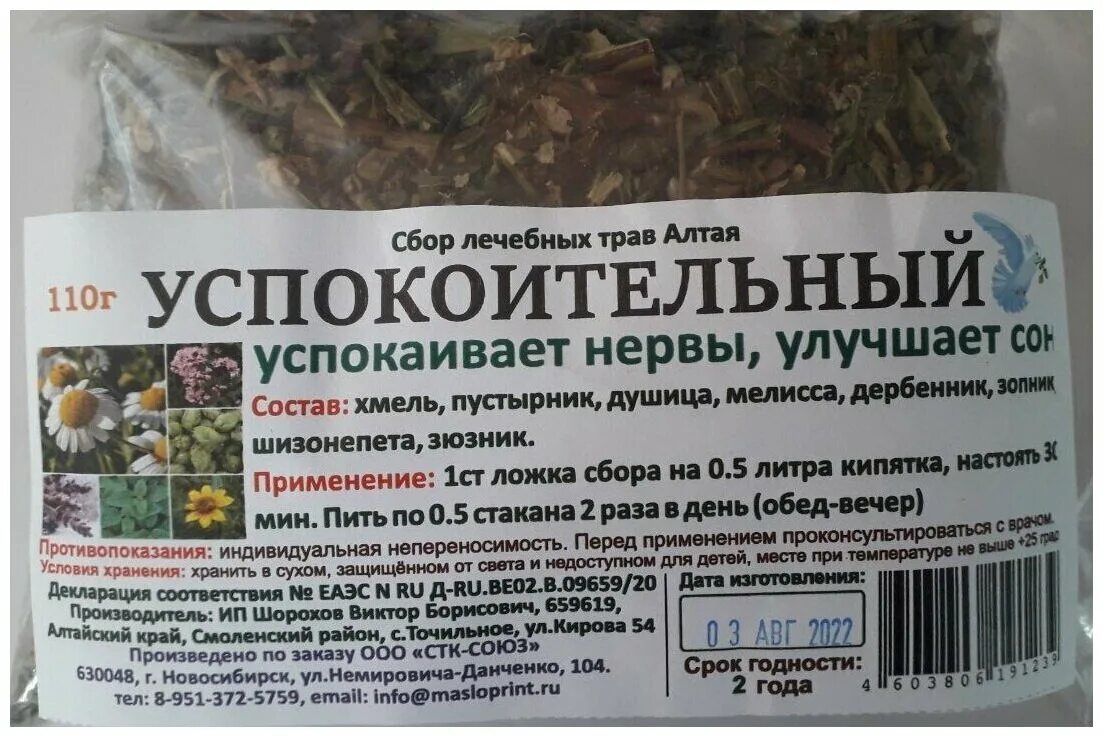 Сбор лечебных трав Алтая
110г УСПОКОИТЕЛЬНЫЙ
успокаивает нервы, улучшает сон
Состав: хмель, пустырник, душица, мелисса, дербенник, зопник,
шизонепета, зюзник.
Применение: 1ст ложка сбора на 0.5 литра кипятка, настоять 30
мин. Пить по 0.5 стакана 2 раза в день (обед-вечер)
Противопоказания: индивидуальная непереносимость. Перед применением проконсультироваться с врачом.
Условия хранения: хранить в сухом, защищённом от света и недоступном для детей, месте при температуре не выше +25 град
Декларация соответствия № ЕАЭС N RU Д-RU.ВЕ02.В.09659/20
Производитель: ИП Шорохов Виктор Борисович, 659619,
Алтайский край, Смоленский район, с.Точильное, ул.Кирова 54
Произведено по заказу ООО «СТК-СОЮЗ»
630048, г. Новосибирск, ул.Немировича-Данченко, 104.
тел: 8-951-372-5759, email: info@masloprint.ru
Дата изготовления:
03 АВГ 2022
Срок годности:
2 года
4 603806 191239